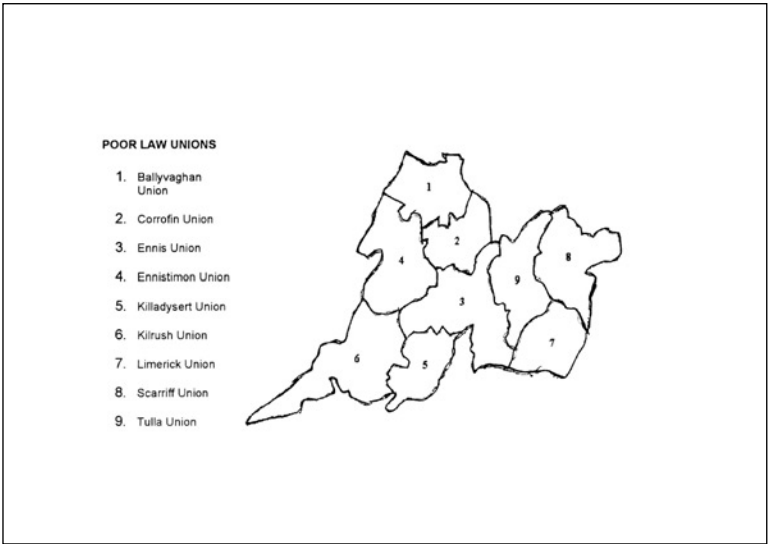 POOR LAW UNIONS
1. Ballyvaghan
Union
2. Corrofin Union
3. Ennis Union
4. Ennistimon Union
5. Killadysert Union
6. Kilrush Union
7. Limerick Union
8. Scarriff Union
9. Tulla Union
1
2
8
4
9
3
7
6
5